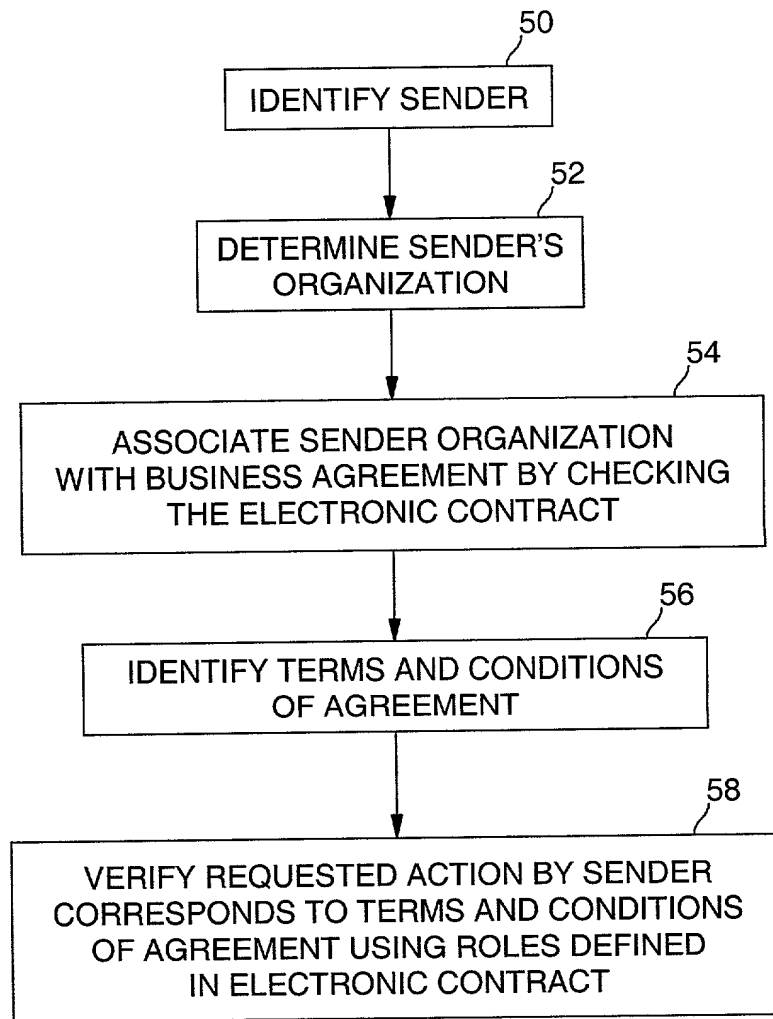 50
IDENTIFY SENDER
52
DETERMINE SENDER'S
ORGANIZATION
54
ASSOCIATE SENDER ORGANIZATION
WITH BUSINESS AGREEMENT BY CHECKING
THE ELECTRONIC CONTRACT
56
IDENTIFY TERMS AND CONDITIONS
OF AGREEMENT
58
VERIFY REQUESTED ACTION BY SENDER
CORRESPONDS TO TERMS AND CONDITIONS
OF AGREEMENT USING ROLES DEFINED
IN ELECTRONIC CONTRACT